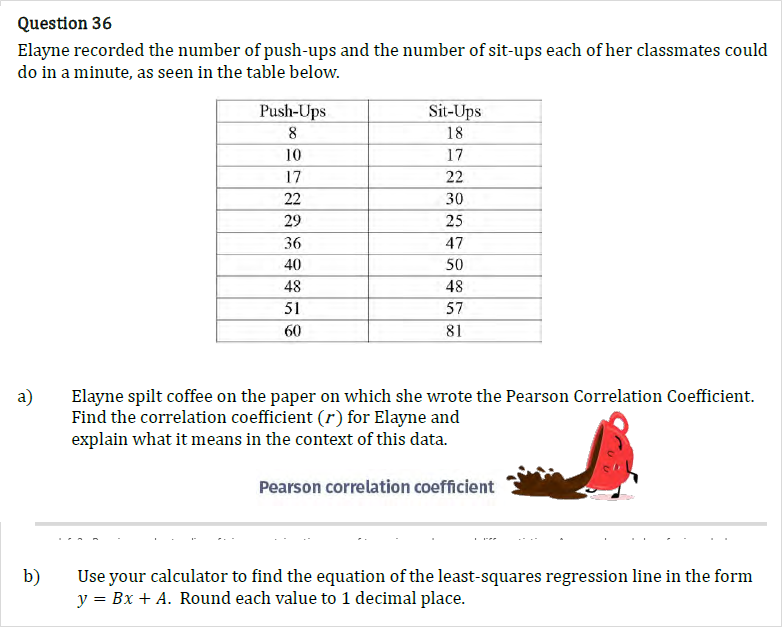 Question 36
Elayne recorded the number of push-ups and the number of sit-ups each of her classmates could
do in a minute, as seen in the table below.
Push-Ups Sit-Ups
8 18
10 17
17 22
22 30
29 25
36 47
40 50
48 48
51 57
60 81
a) Elayne spilt coffee on the paper on which she wrote the Pearson Correlation Coefficient.
Find the correlation coefficient (r) for Elayne and
explain what it means in the context of this data.
Pearson correlation coefficient
b) Use your calculator to find the equation of the least-squares regression line in the form
y = Bx + A. Round each value to 1 decimal place.